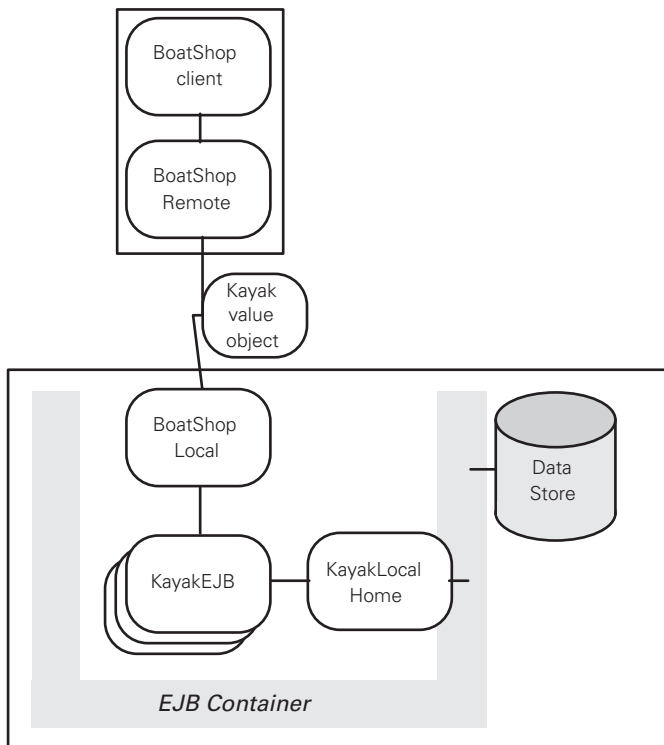 BoatShop
client
BoatShop
Remote
Kayak
value
object
BoatShop
Local
Data
Store
KayakEJB
KayakLocal
Home
EJB Container